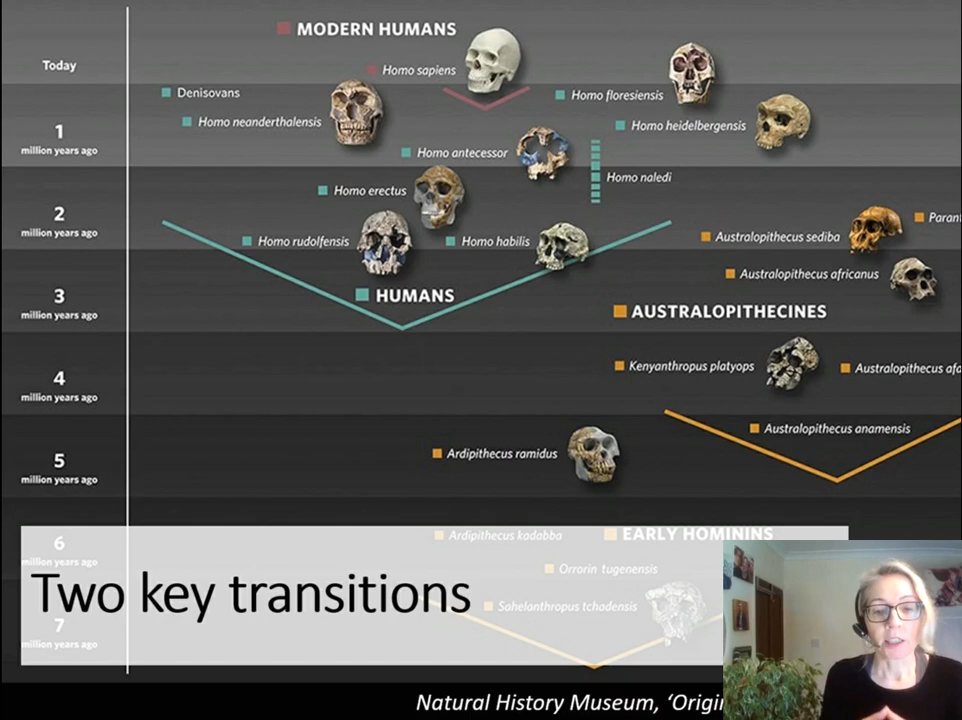 MODERN HUMANS
Today
Homo sapiens
Denisovans
Homo floresiensis
Homo neanderthalensis
Homo heidelbergensis
1
million years ago
Homo antecessor
Homo naledi
Homo erectus
2
million years ago
Paran
Homo rudolfensis
Homo habilis
Australopithecus sediba
Australopithecus africanus
3
million years ago
HUMANS
AUSTRALOPITHECINES
4
million years ago
Kenyanthropus platyops
Australopithecus afa
Australopithecus anamensis
5
million years ago
Ardipithecus ramidus
6
million years ago
Ardipithecus kadabba
EARLY HOMININS
Orrorin tugenensis
Two key transitions
Sahelanthropus tchadensis
7
million years ago
Natural History Museum, ‘Origi